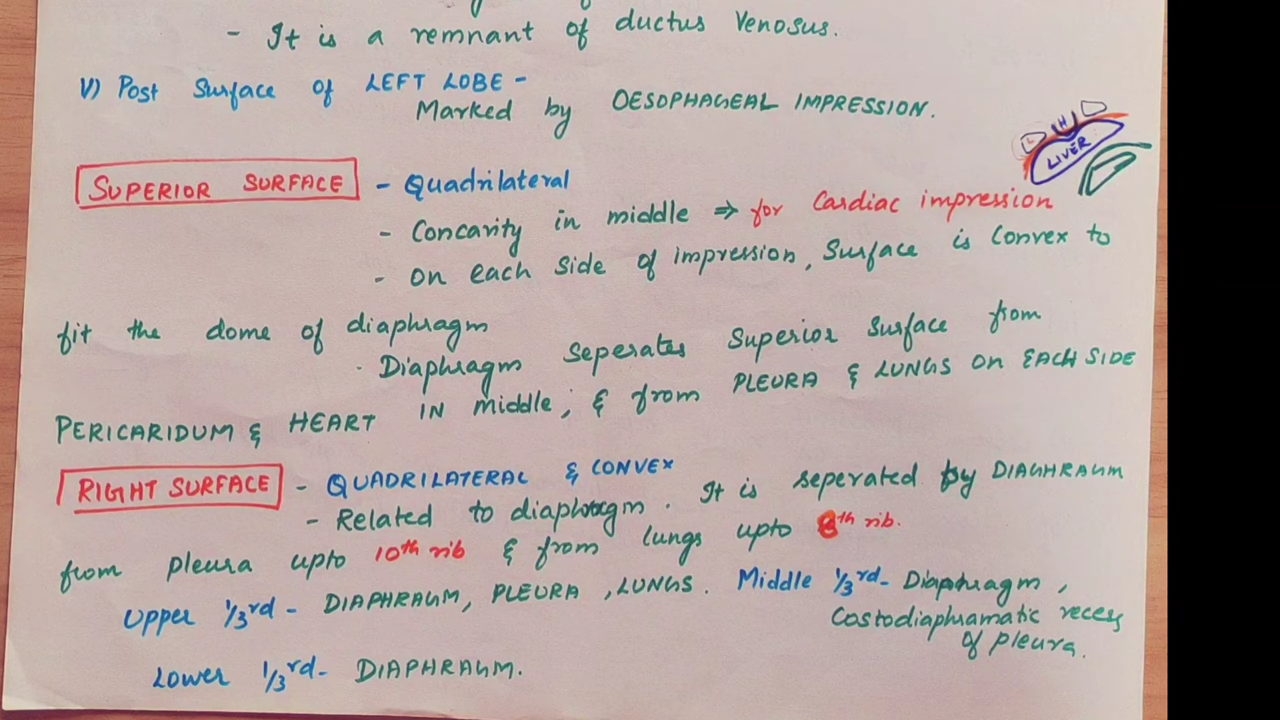 - It is a remnant of ductus Venosus.
V) Post Surface of LEFT LOBE -
Marked by OESOPHAGEAL IMPRESSION.
H
L
LIVER
SUPERIOR SURFACE - Quadrilateral
- Concavity in middle ⇒ for Cardiac impression
- on each side of impression, Surface is Convex to
fit the dome of diaphragm
- Diaphragm seperates Superior Surface from
PERICARIDUM & HEART IN middle; & from PLEURA & LUNGS on EACH SIDE
RIGHT SURFACE - QUADRILATERAL & CONVEX
- Related to diaphragm. It is seperated by DIAGHRAGM
from pleura upto 10th rib & from lungs upto 8th rib.
Upper 1/3rd - DIAPHRAGM, PLEURA, LUNGS. Middle 1/3rd - Diaphragm,
Costodiaphramatic recess
of pleura.
Lower 1/3rd - DIAPHRAGM.